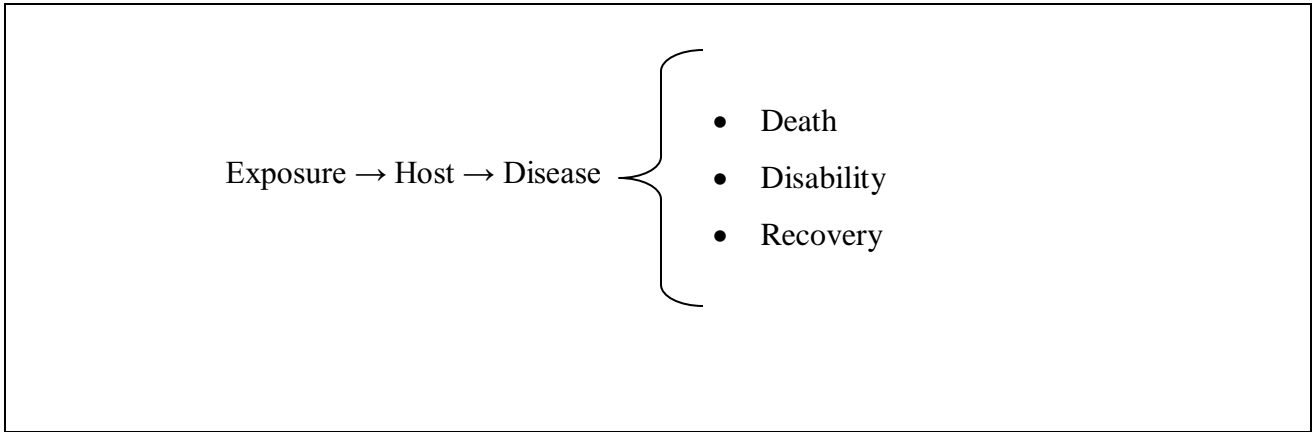 Exposure → Host → Disease
• Death
• Disability
• Recovery